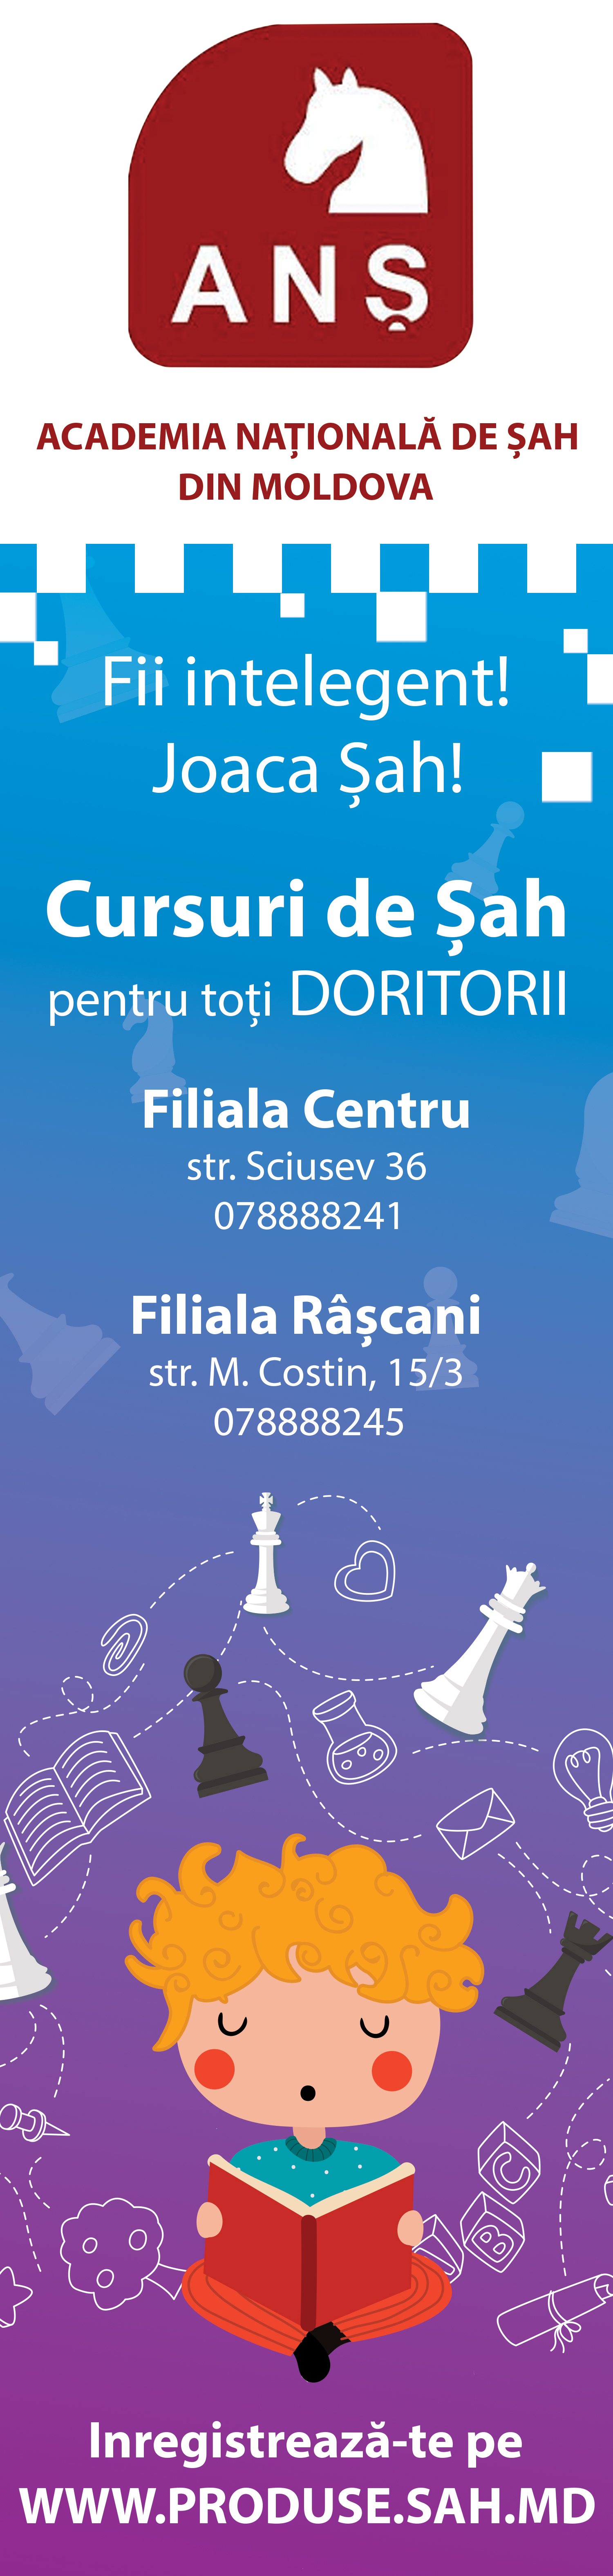 ANȘ
ACADEMIA NAȚIONALĂ DE ȘAH
DIN MOLDOVA
Fii intelegent!
Joaca Șah!
Cursuri de Șah
pentru toți DORITORII
Filiala Centru
str. Sciusev 36
078888241
Filiala Râșcani
str. M. Costin, 15/3
078888245
C
B
Inregistrează-te pe
WWW.PRODUSE.SAH.MD